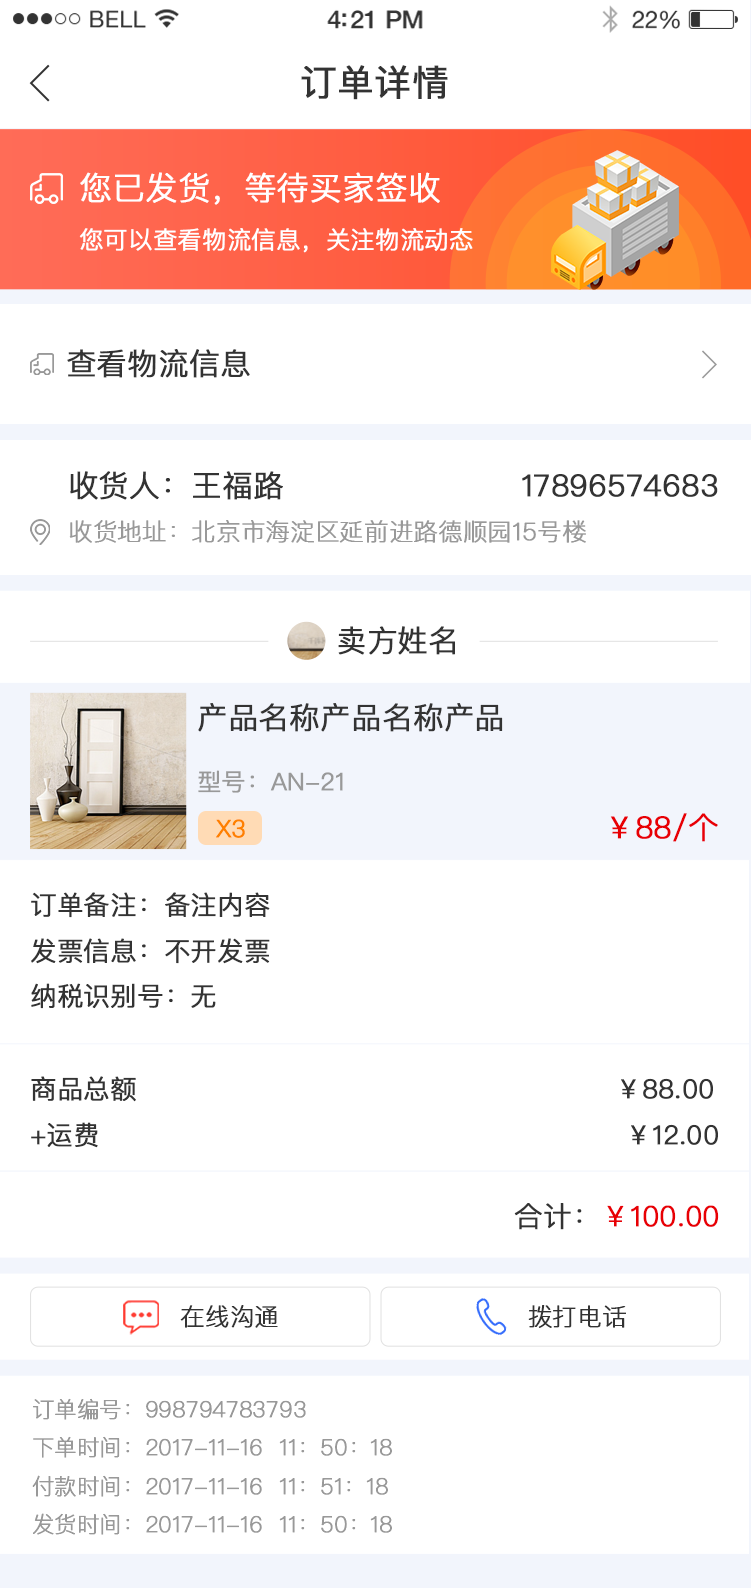 BELL 4:21 PM 22%
订单详情
您已发货，等待买家签收
您可以查看物流信息，关注物流动态
查看物流信息
收货人：王福路 17896574683
收货地址：北京市海淀区延前进路德顺园15号楼
卖方姓名
产品名称产品名称产品
型号：AN-21
X3 ¥88/个
订单备注：备注内容
发票信息：不开发票
纳税识别号：无
商品总额 ¥88.00
+运费 ¥12.00
合计：¥100.00
在线沟通 拨打电话
订单编号：998794783793
下单时间：2017-11-16 11：50：18
付款时间：2017-11-16 11：51：18
发货时间：2017-11-16 11：50：18